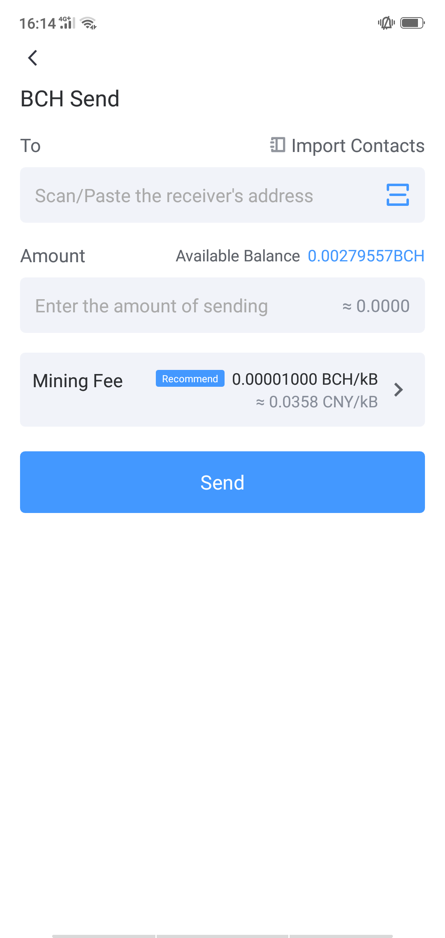 16:14 4G+
BCH Send
To Import Contacts
Scan/Paste the receiver's address
Amount Available Balance 0.00279557BCH
Enter the amount of sending ≈ 0.0000
Mining Fee Recommend 0.00001000 BCH/kB
≈ 0.0358 CNY/kB
Send